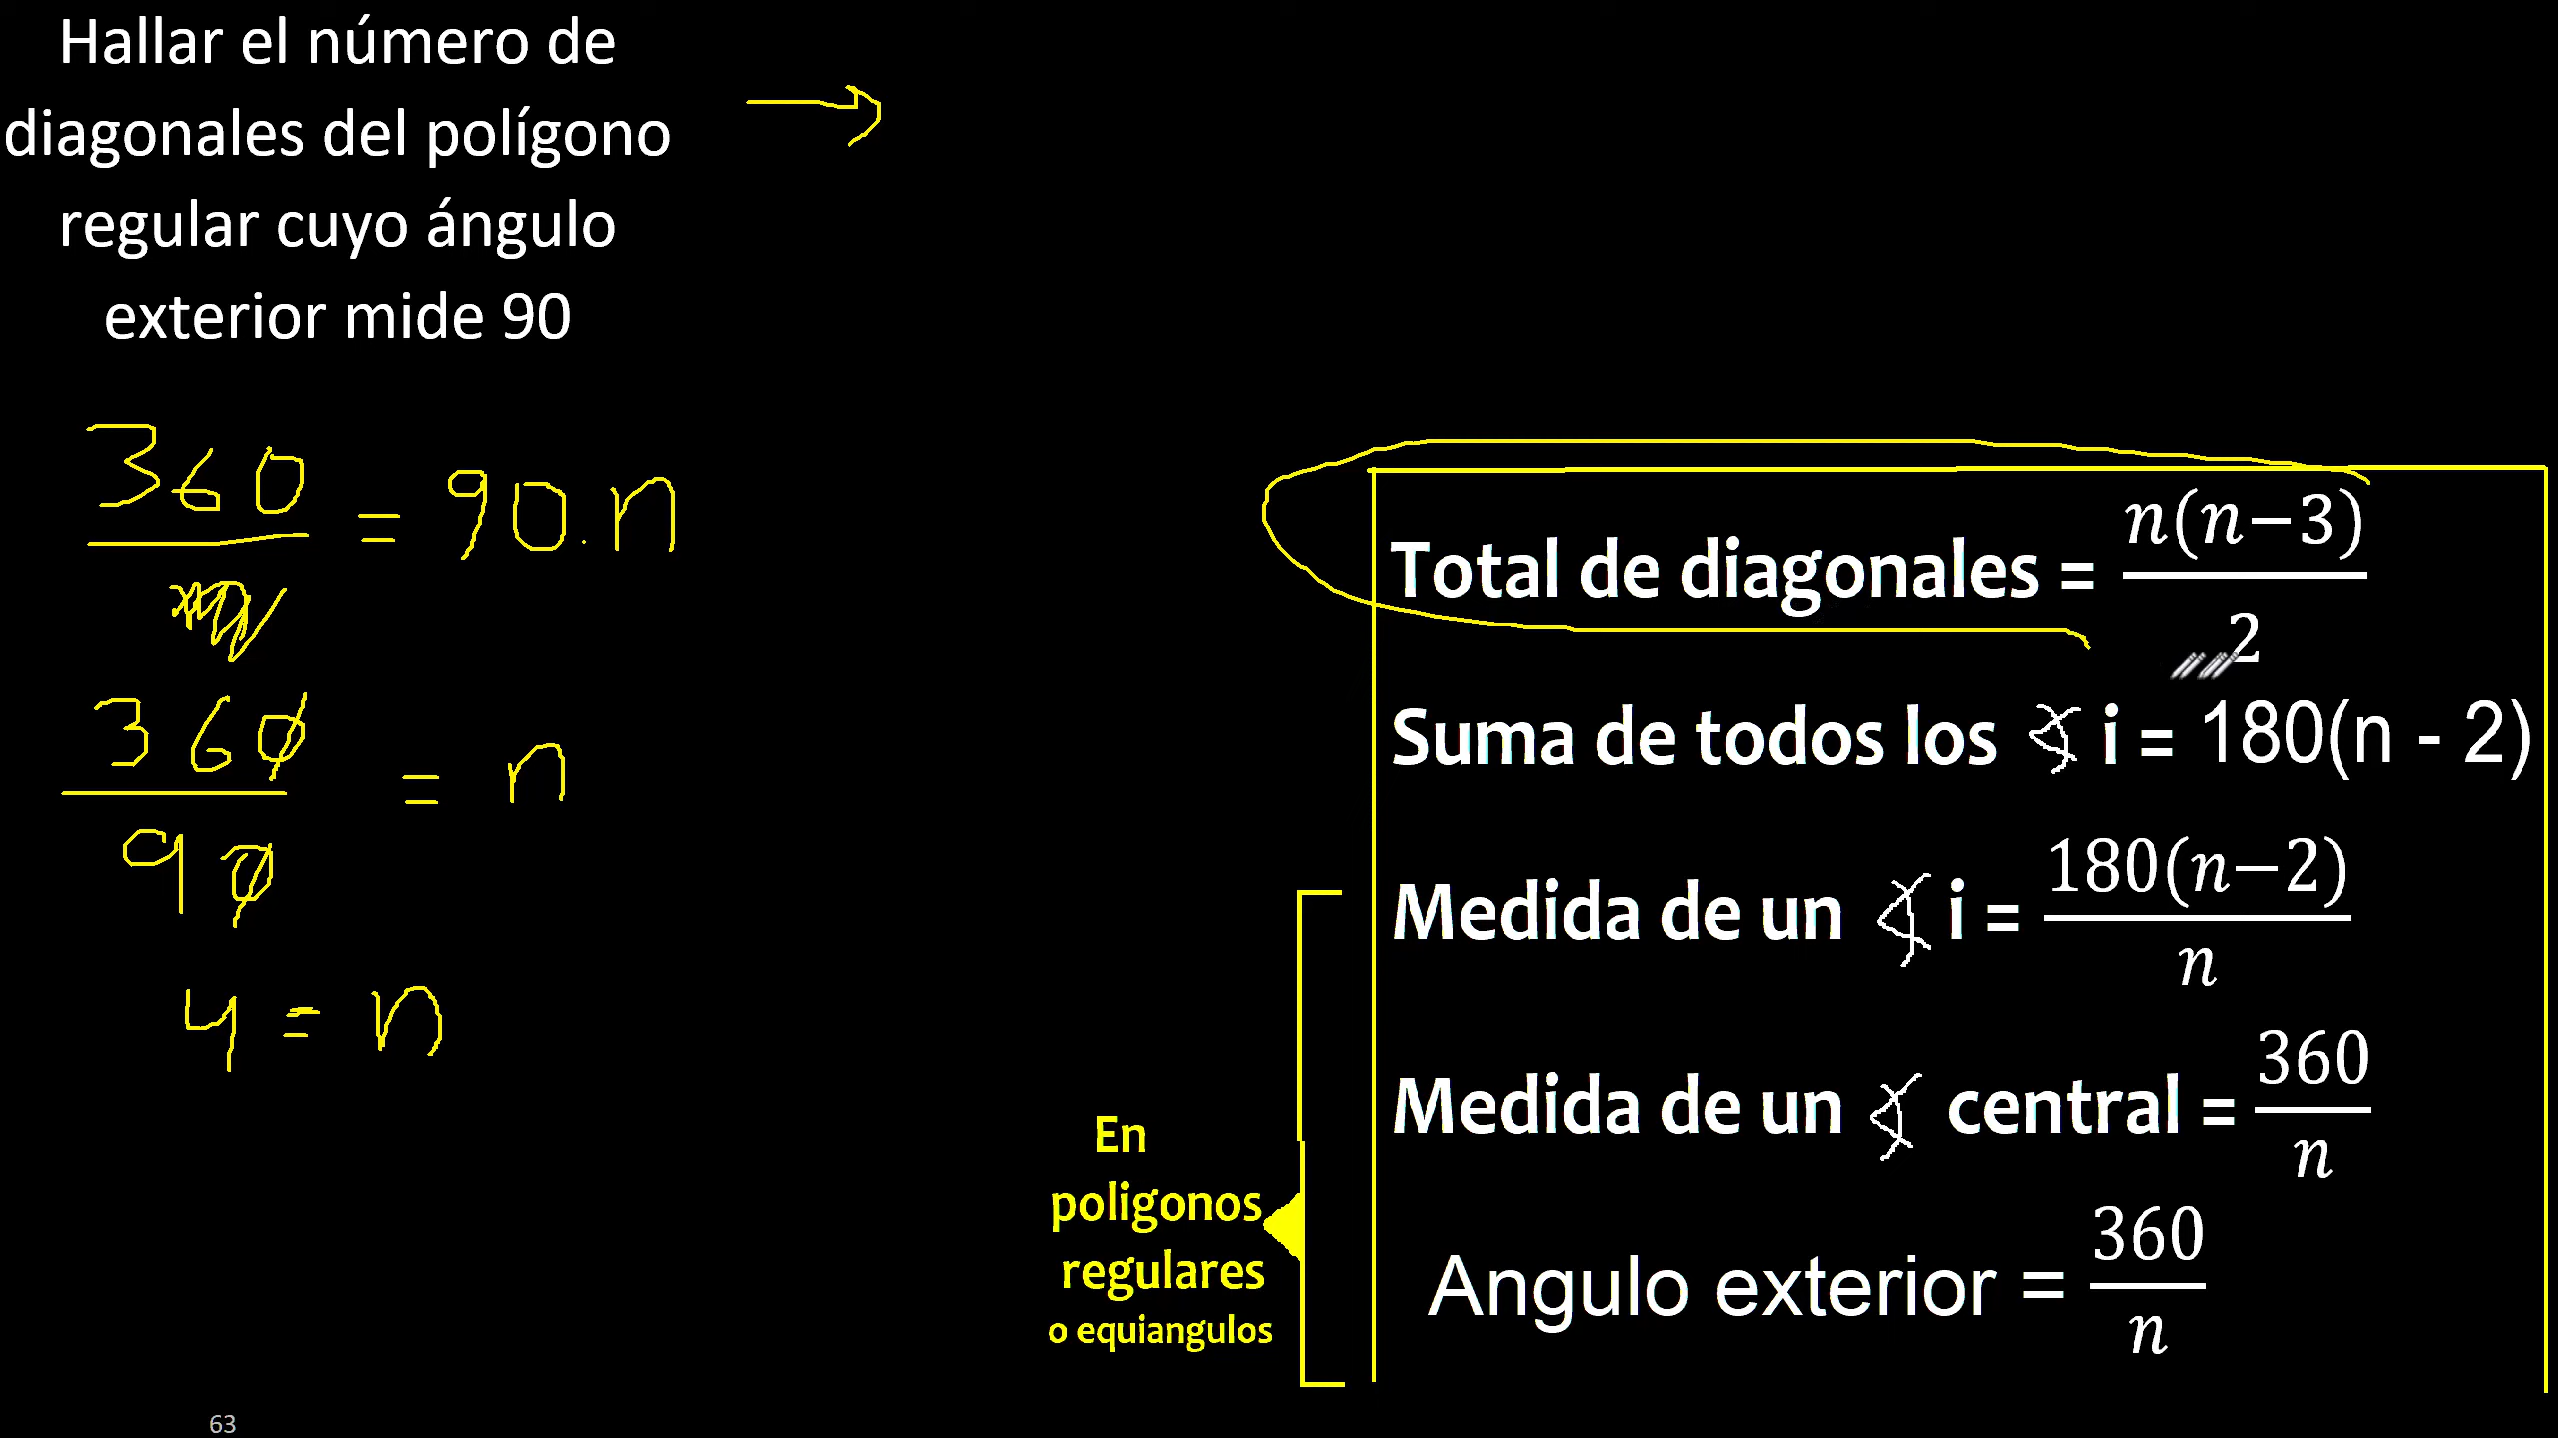 Hallar el número de
diagonales del polígono
regular cuyo ángulo
exterior mide 90
360 = 90.n
360/90 = n
4 = n
Total de diagonales = n(n−3)/2
Suma de todos los ∢ i = 180(n - 2)
Medida de un ∢ i = 180(n−2)/n
Medida de un ∢ central = 360/n
Angulo exterior = 360/n
En
poligonos
regulares
o equiangulos
63